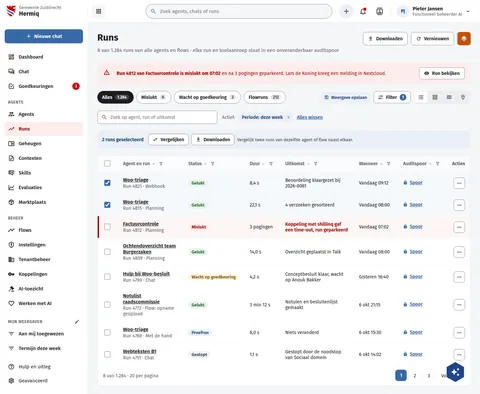 Gemeente Zuiddrecht
Hermiq
Zoek agents, chats of runs
Pieter Jansen
Functioneel beheerder AI
+ Nieuwe chat
Dashboard
Chat
Goedkeuringen
AGENTS
Agents
Runs
Geheugen
Contexten
Skills
Evaluaties
Marktplaats
BEHEER
Flows
Instellingen
Tenantbeheer
Koppelingen
AI-toezicht
Werken met AI
MIJN WEERGAVEN
Aan mij toegewezen
Termijn deze week
Hulp en uitleg
Geavanceerd
Runs
8 van 1.284 runs van alle agents en flows - elke run en toolaanroep staat in een onveranderbaar auditspoor
Downloaden
Vernieuwen
Run 4812 van Factuurcontrole is mislukt om 07:02 en na 3 pogingen geparkeerd. Lars de Koning kreeg een melding in Nextcloud.
Run bekijken
Alles 1.284
Mislukt 6
Wacht op goedkeuring 3
Flowruns 212
Weergave opslaan
Filter 1
Zoek op agent, run of uitkomst
Actief:
Periode: deze week ×
Alles wissen
2 runs geselecteerd
Vergelijken
Downloaden
Vergelijk twee runs van dezelfde agent of flow naast elkaar.
Agent en run
Status
Duur
Uitkomst
Wanneer
Auditspoor
Acties
Woo-triage
Run 4821 - Webhook
Gelukt
8,4 s
Beoordeling klaargezet bij 2026-0081
Vandaag 09:12
Spoor
Woo-triage
Run 4815 - Planning
Gelukt
22,1 s
4 verzoeken gesorteerd
Vandaag 08:00
Spoor
Factuurcontrole
Run 4812 - Planning
Mislukt
3 pogingen
Koppeling met shillinq gaf een time-out, run geparkeerd
Vandaag 07:02
Spoor
Ochtendoverzicht team Burgerzaken
Run 4809 - Planning
Gelukt
14,0 s
Overzicht geplaatst in Talk
Vandaag 08:00
Spoor
Hulp bij Woo-besluit
Run 4799 - Chat
Wacht op goedkeuring
4,2 s
Conceptbesluit klaar, wacht op Anouk Bakker
Gisteren 16:40
Spoor
Notulist raadscommissie
Run 4772 - Flow: opname geüpload
Gelukt
3 min 12 s
Notulen en besluitenlijst gemaakt
6 okt 21:15
Spoor
Woo-triage
Run 4768 - Met de hand
Proefrun
6,0 s
Niets veranderd
6 okt 15:30
Spoor
Webteksten B1
Run 4791 - Chat
Gestopt
1,1 s
Gestopt door de noodstop van Sociaal domein
6 okt 14:02
Spoor
8 van 1.284 - 20 per pagina
1
2
3